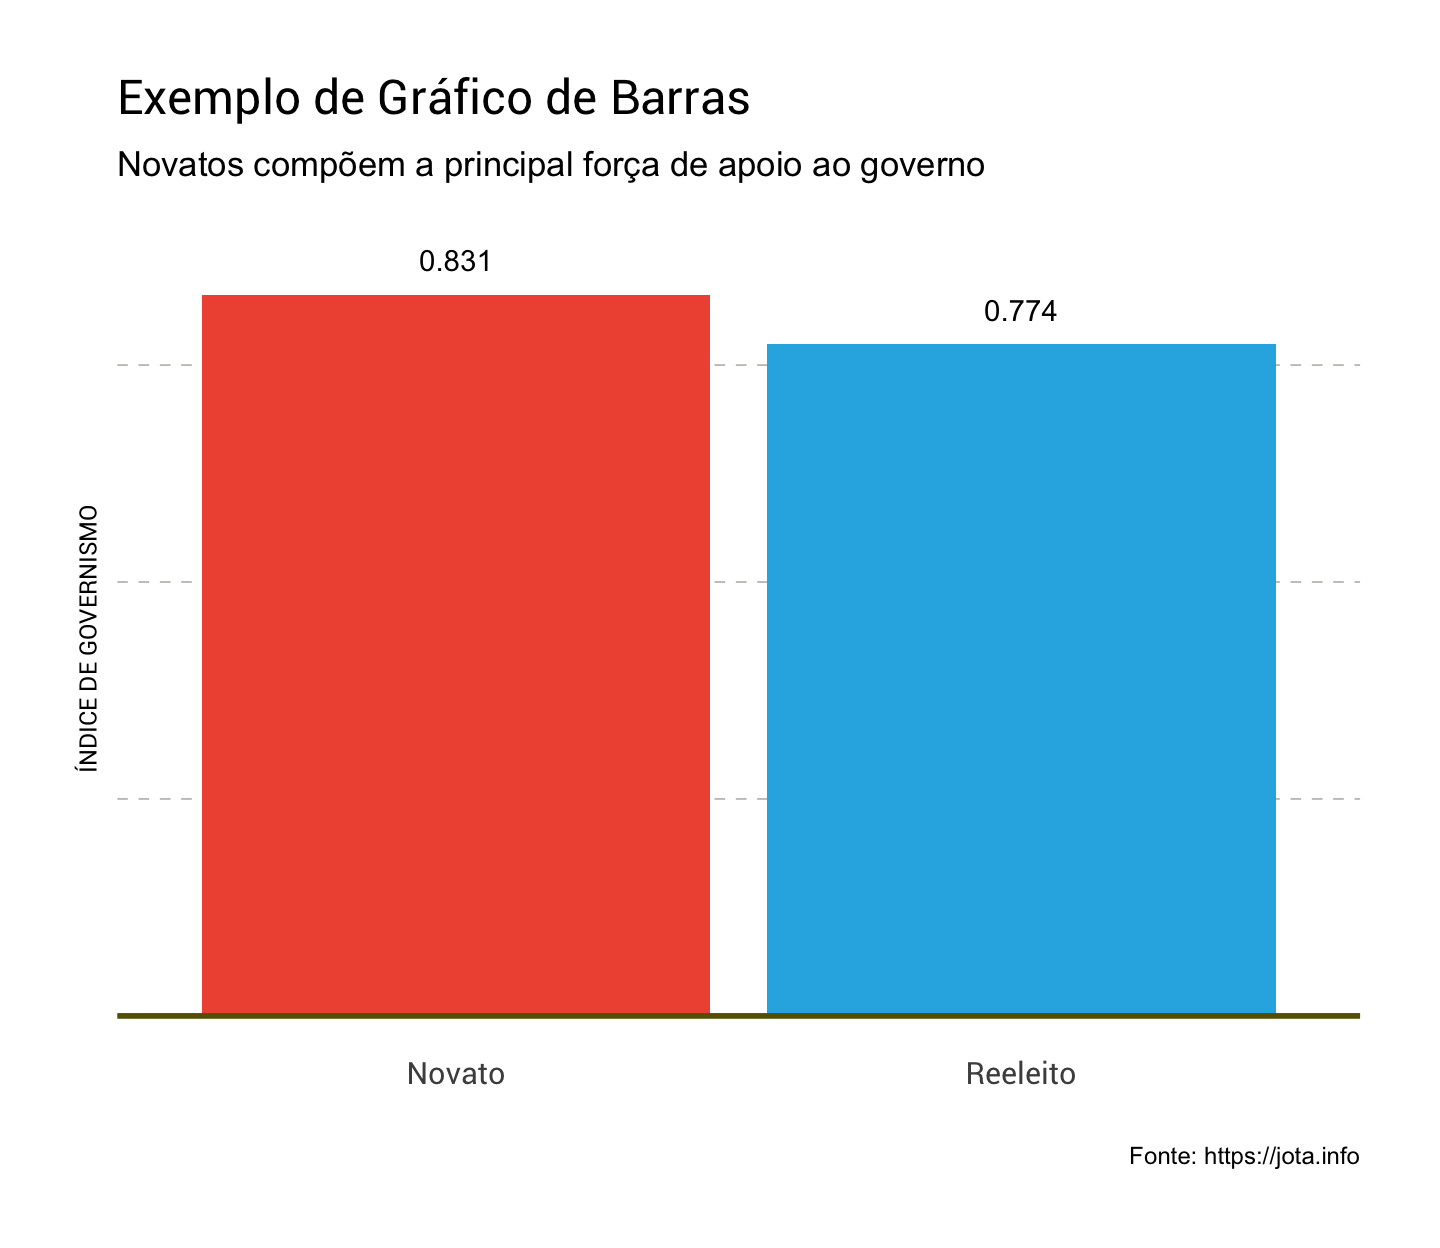 Exemplo de Gráfico de Barras
Novatos compõem a principal força de apoio ao governo
0.831
0.774
ÍNDICE DE GOVERNISMO
Novato
Reeleito
Fonte: https://jota.info